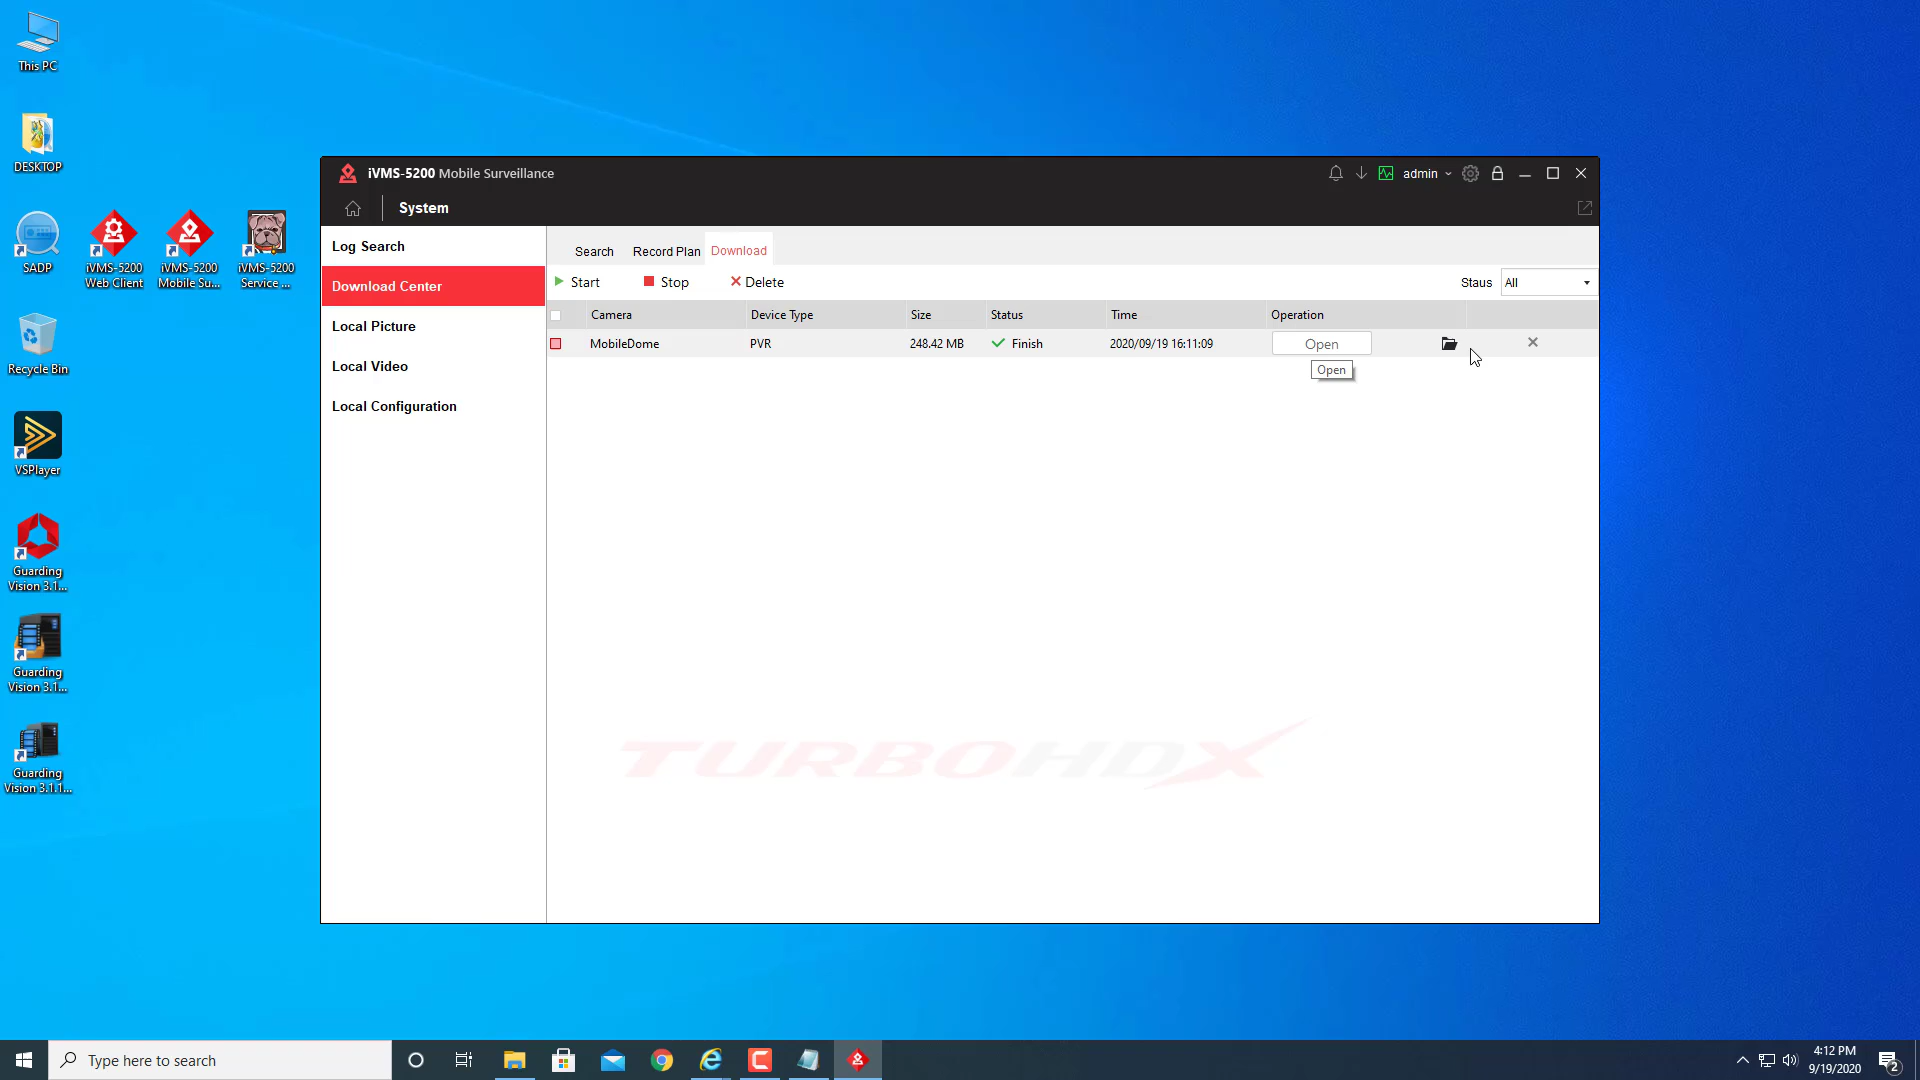 This PC
DESKTOP
SADP
iVMS-5200
Web Client
iVMS-5200
Mobile Su...
iVMS-5200
Service ...
Recycle Bin
VSPlayer
Guarding
Vision 3.1...
Guarding
Vision 3.1...
Guarding
Vision 3.1.1...
iVMS-5200 Mobile Surveillance
admin
System
Log Search
Download Center
Local Picture
Local Video
Local Configuration
Search Record Plan Download
Start Stop Delete
Staus All
Camera Device Type Size Status Time Operation
MobileDome PVR 248.42 MB Finish 2020/09/19 16:11:09 Open
Open
TURBOHDX
Type here to search
4:12 PM
9/19/2020
2